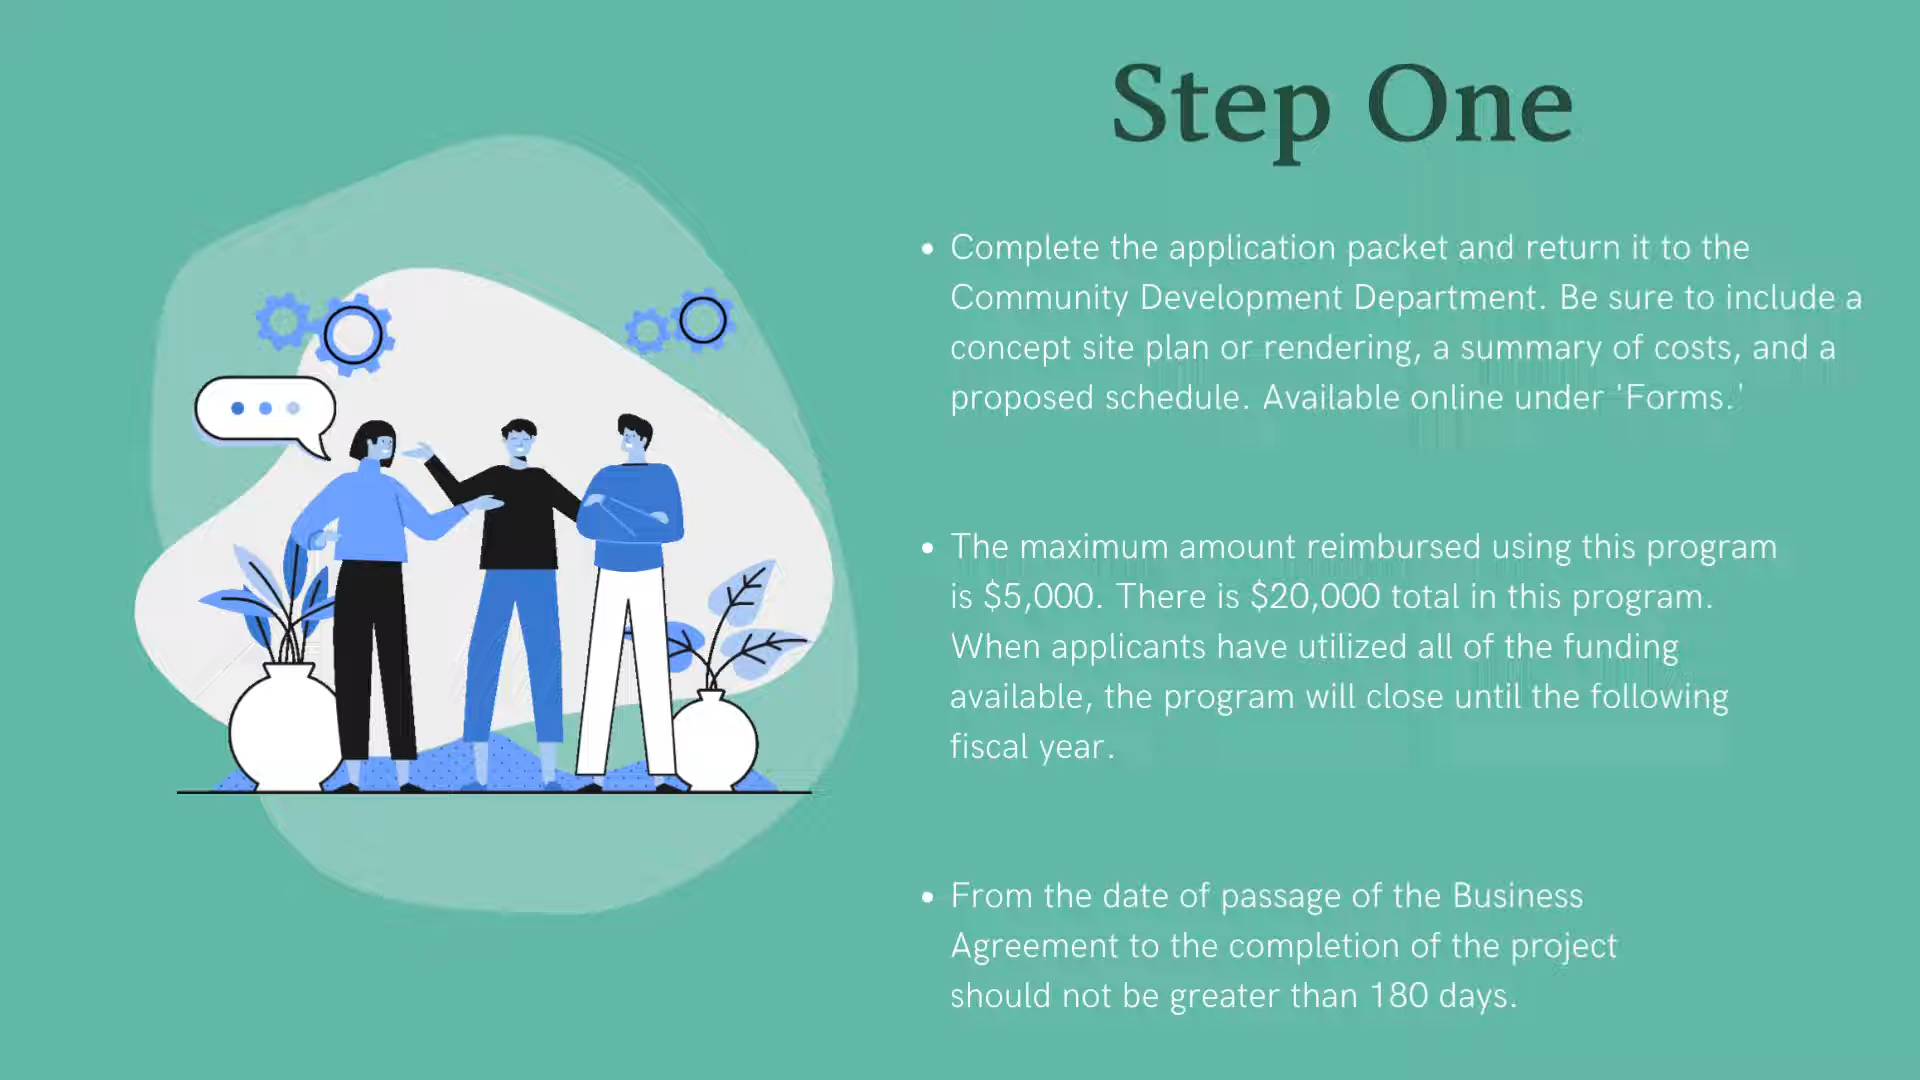 Step One
• Complete the application packet and return it to the
Community Development Department. Be sure to include a
concept site plan or rendering, a summary of costs, and a
proposed schedule. Available online under 'Forms.'
• The maximum amount reimbursed using this program
is $5,000. There is $20,000 total in this program.
When applicants have utilized all of the funding
available, the program will close until the following
fiscal year.
• From the date of passage of the Business
Agreement to the completion of the project
should not be greater than 180 days.